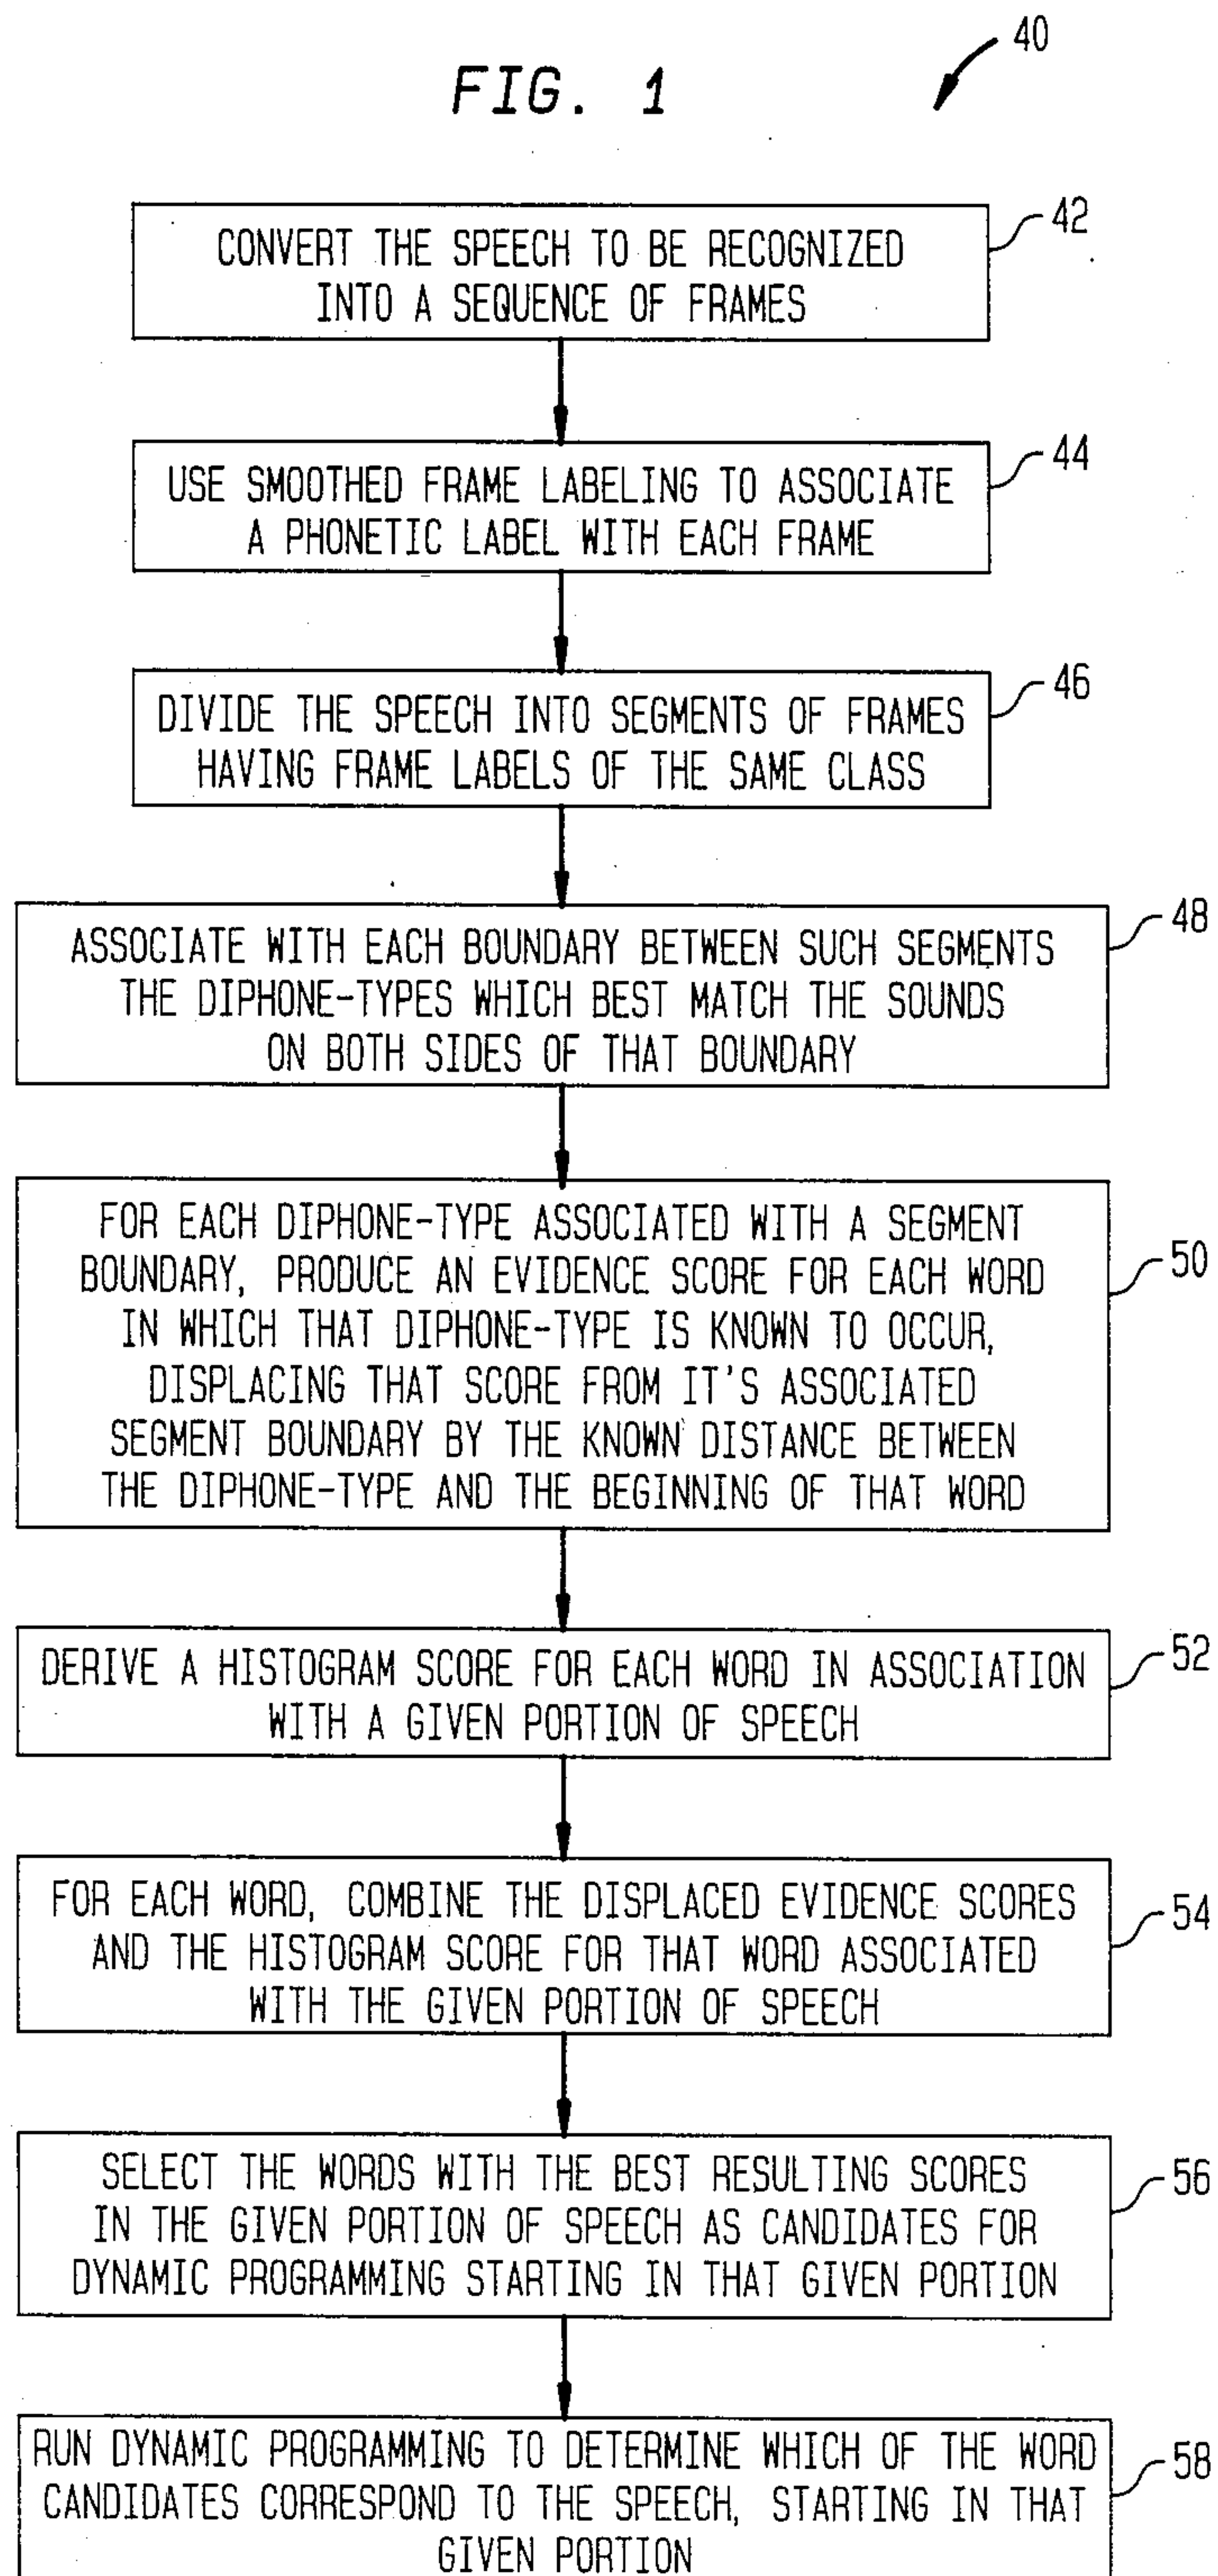 40
FIG. 1
42
CONVERT THE SPEECH TO BE RECOGNIZED
INTO A SEQUENCE OF FRAMES
44
USE SMOOTHED FRAME LABELING TO ASSOCIATE
A PHONETIC LABEL WITH EACH FRAME
46
DIVIDE THE SPEECH INTO SEGMENTS OF FRAMES
HAVING FRAME LABELS OF THE SAME CLASS
48
ASSOCIATE WITH EACH BOUNDARY BETWEEN SUCH SEGMENTS
THE DIPHONE-TYPES WHICH BEST MATCH THE SOUNDS
ON BOTH SIDES OF THAT BOUNDARY
50
FOR EACH DIPHONE-TYPE ASSOCIATED WITH A SEGMENT
BOUNDARY, PRODUCE AN EVIDENCE SCORE FOR EACH WORD
IN WHICH THAT DIPHONE-TYPE IS KNOWN TO OCCUR,
DISPLACING THAT SCORE FROM IT'S ASSOCIATED
SEGMENT BOUNDARY BY THE KNOWN DISTANCE BETWEEN
THE DIPHONE-TYPE AND THE BEGINNING OF THAT WORD
52
DERIVE A HISTOGRAM SCORE FOR EACH WORD IN ASSOCIATION
WITH A GIVEN PORTION OF SPEECH
54
FOR EACH WORD, COMBINE THE DISPLACED EVIDENCE SCORES
AND THE HISTOGRAM SCORE FOR THAT WORD ASSOCIATED
WITH THE GIVEN PORTION OF SPEECH
56
SELECT THE WORDS WITH THE BEST RESULTING SCORES
IN THE GIVEN PORTION OF SPEECH AS CANDIDATES FOR
DYNAMIC PROGRAMMING STARTING IN THAT GIVEN PORTION
58
RUN DYNAMIC PROGRAMMING TO DETERMINE WHICH OF THE WORD
CANDIDATES CORRESPOND TO THE SPEECH, STARTING IN THAT
GIVEN PORTION